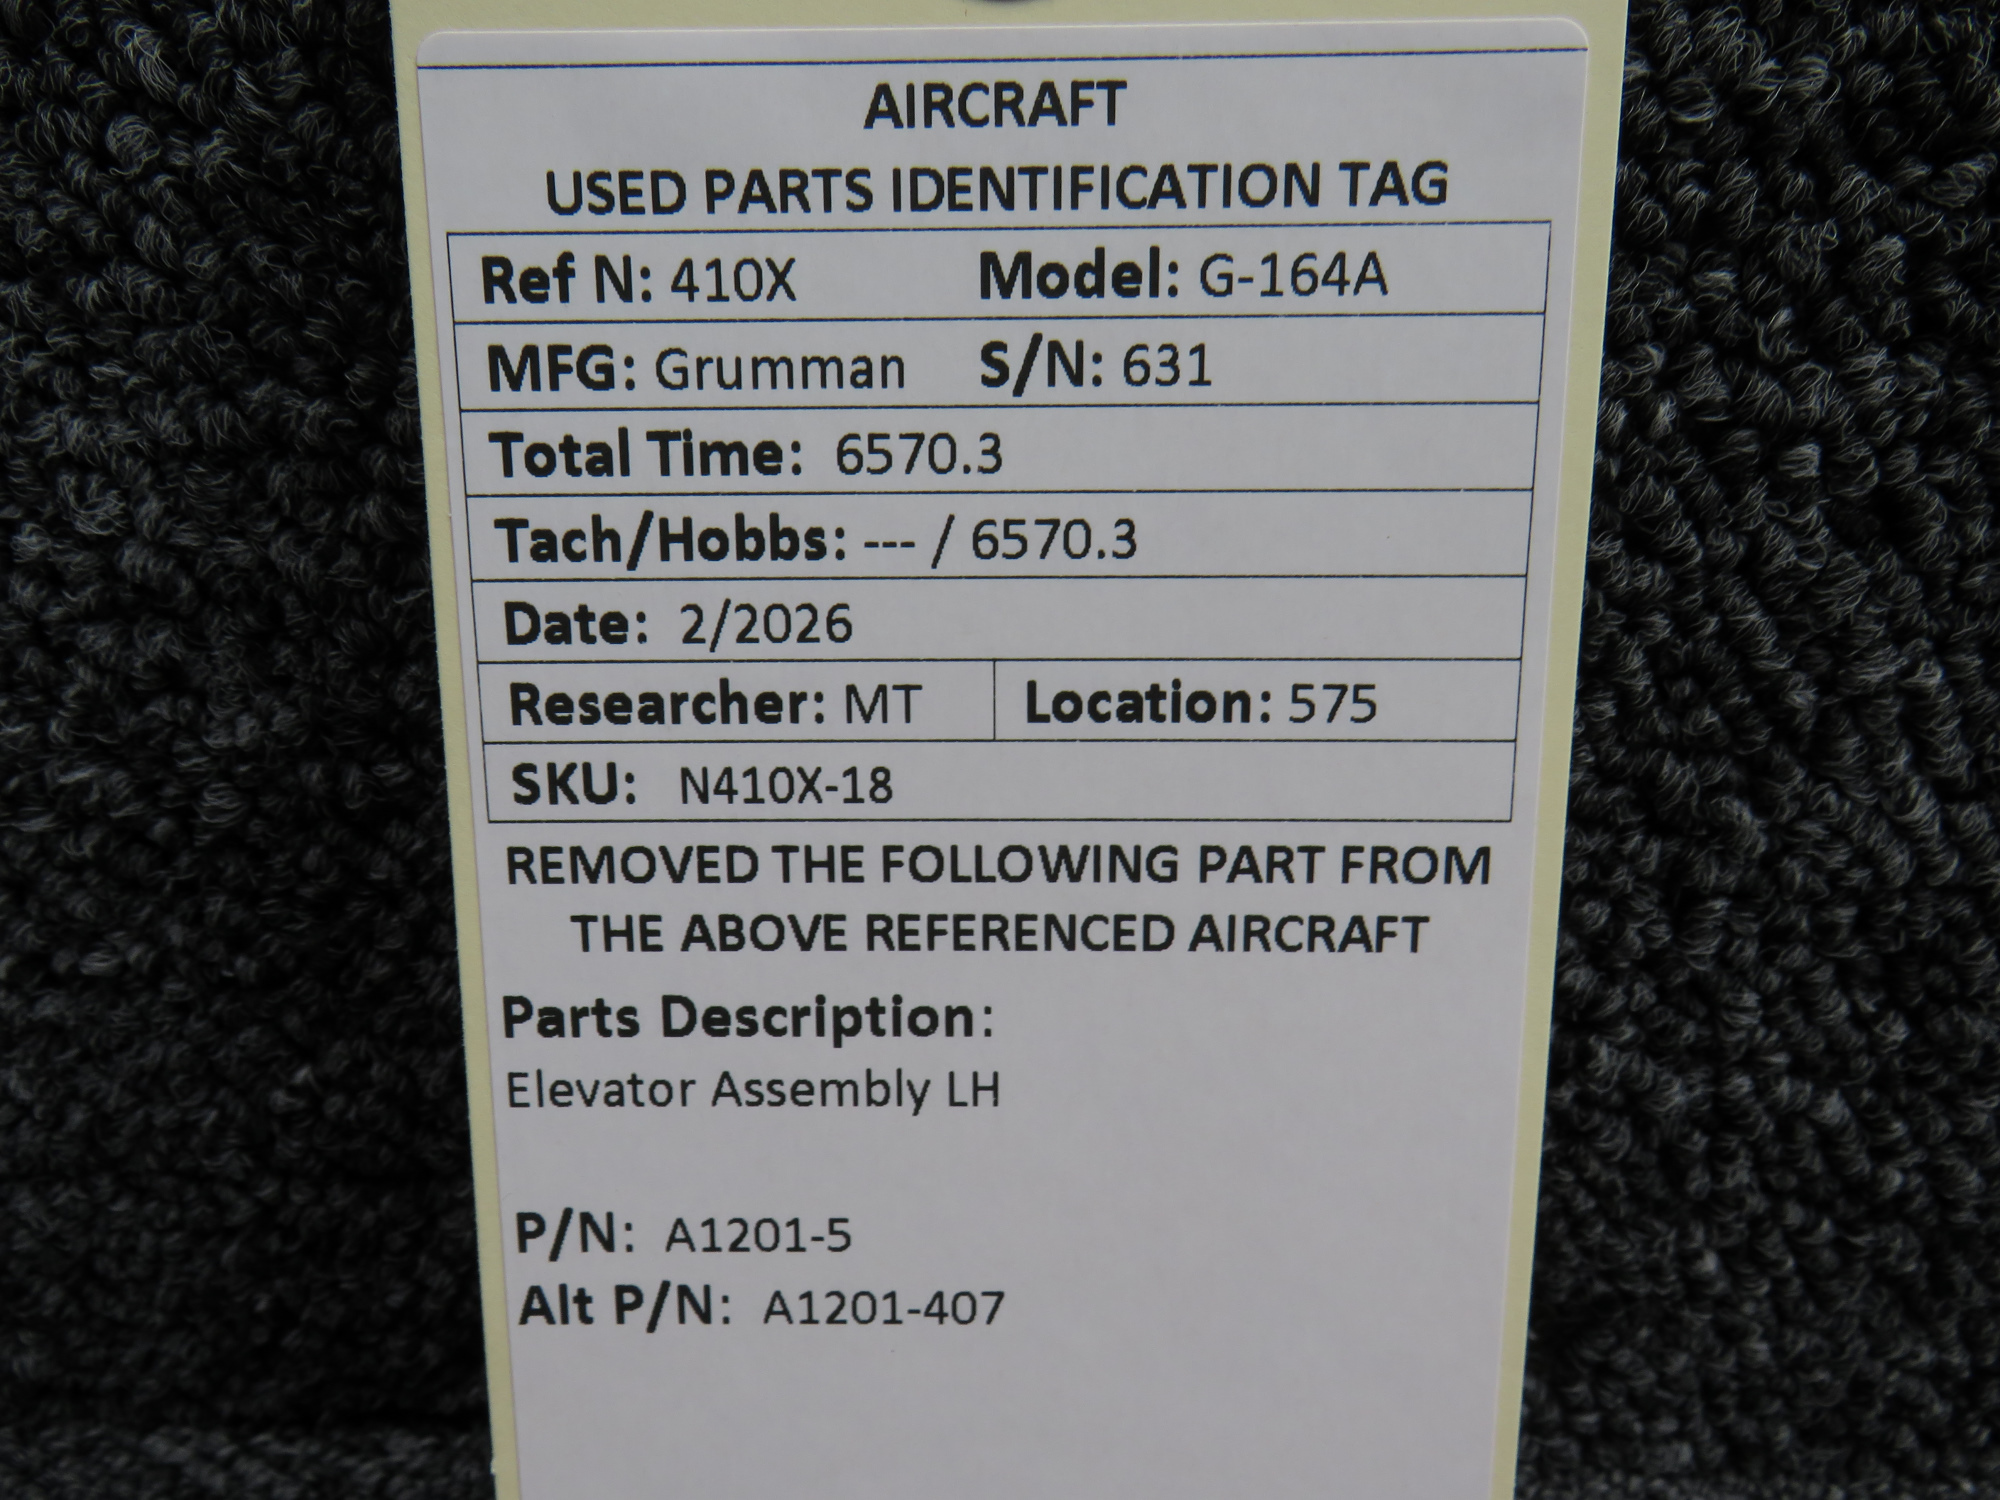 AIRCRAFT
USED PARTS IDENTIFICATION TAG
Ref N: 410X Model: G-164A
MFG: Grumman S/N: 631
Total Time: 6570.3
Tach/Hobbs: --- / 6570.3
Date: 2/2026
Researcher: MT Location: 575
SKU: N410X-18
REMOVED THE FOLLOWING PART FROM
THE ABOVE REFERENCED AIRCRAFT
Parts Description:
Elevator Assembly LH
P/N: A1201-5
Alt P/N: A1201-407